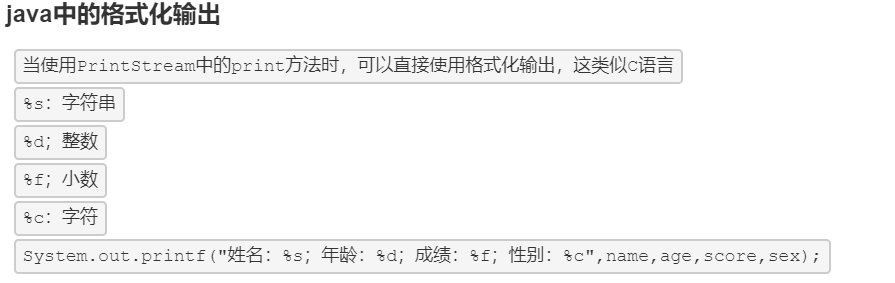 java中的格式化输出
当使用PrintStream中的print方法时，可以直接使用格式化输出，这类似C语言
%s：字符串
%d；整数
%f；小数
%c：字符
System.out.printf("姓名：%s；年龄：%d；成绩：%f；性别：%c",name,age,score,sex);